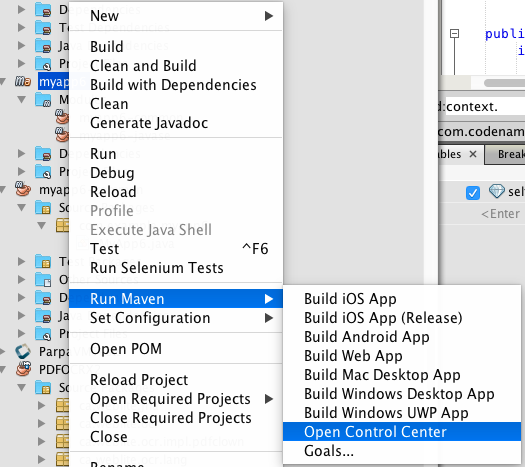 New
Build
Clean and Build
Build with Dependencies
Clean
Generate Javadoc
Run
Debug
Reload
Profile
Execute Java Shell
Test ^F6
Run Selenium Tests
Run Maven
Set Configuration
Open POM
Reload Project
Open Required Projects
Close Required Projects
Close
Rename
Build iOS App
Build iOS App (Release)
Build Android App
Build Web App
Build Mac Desktop App
Build Windows Desktop App
Build Windows UWP App
Open Control Center
Goals...
myap
myapp
Parpa
PDFO
publi
i
d:context.
com.codenam
ables × Break
sel
<Enter